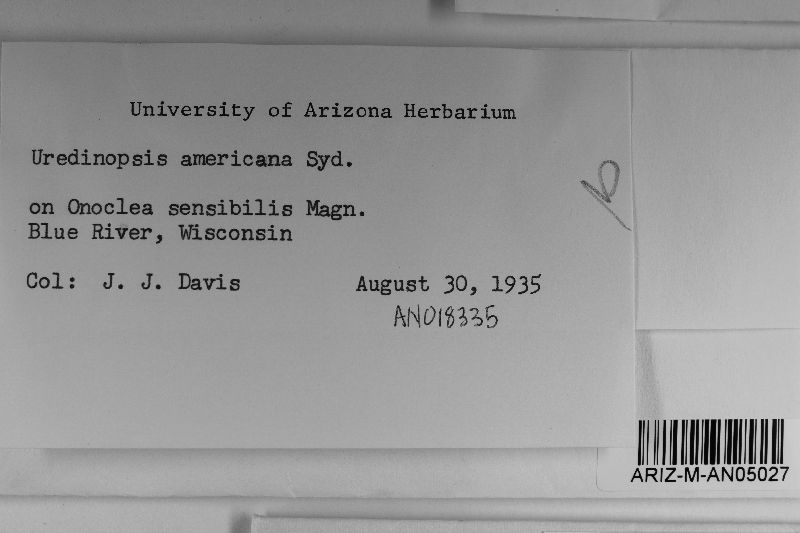 University of Arizona Herbarium
Uredinopsis americana Syd.
on Onoclea sensibilis Magn.
Blue River, Wisconsin
Col: J. J. Davis August 30, 1935
AN018335
ARIZ-M-AN05027